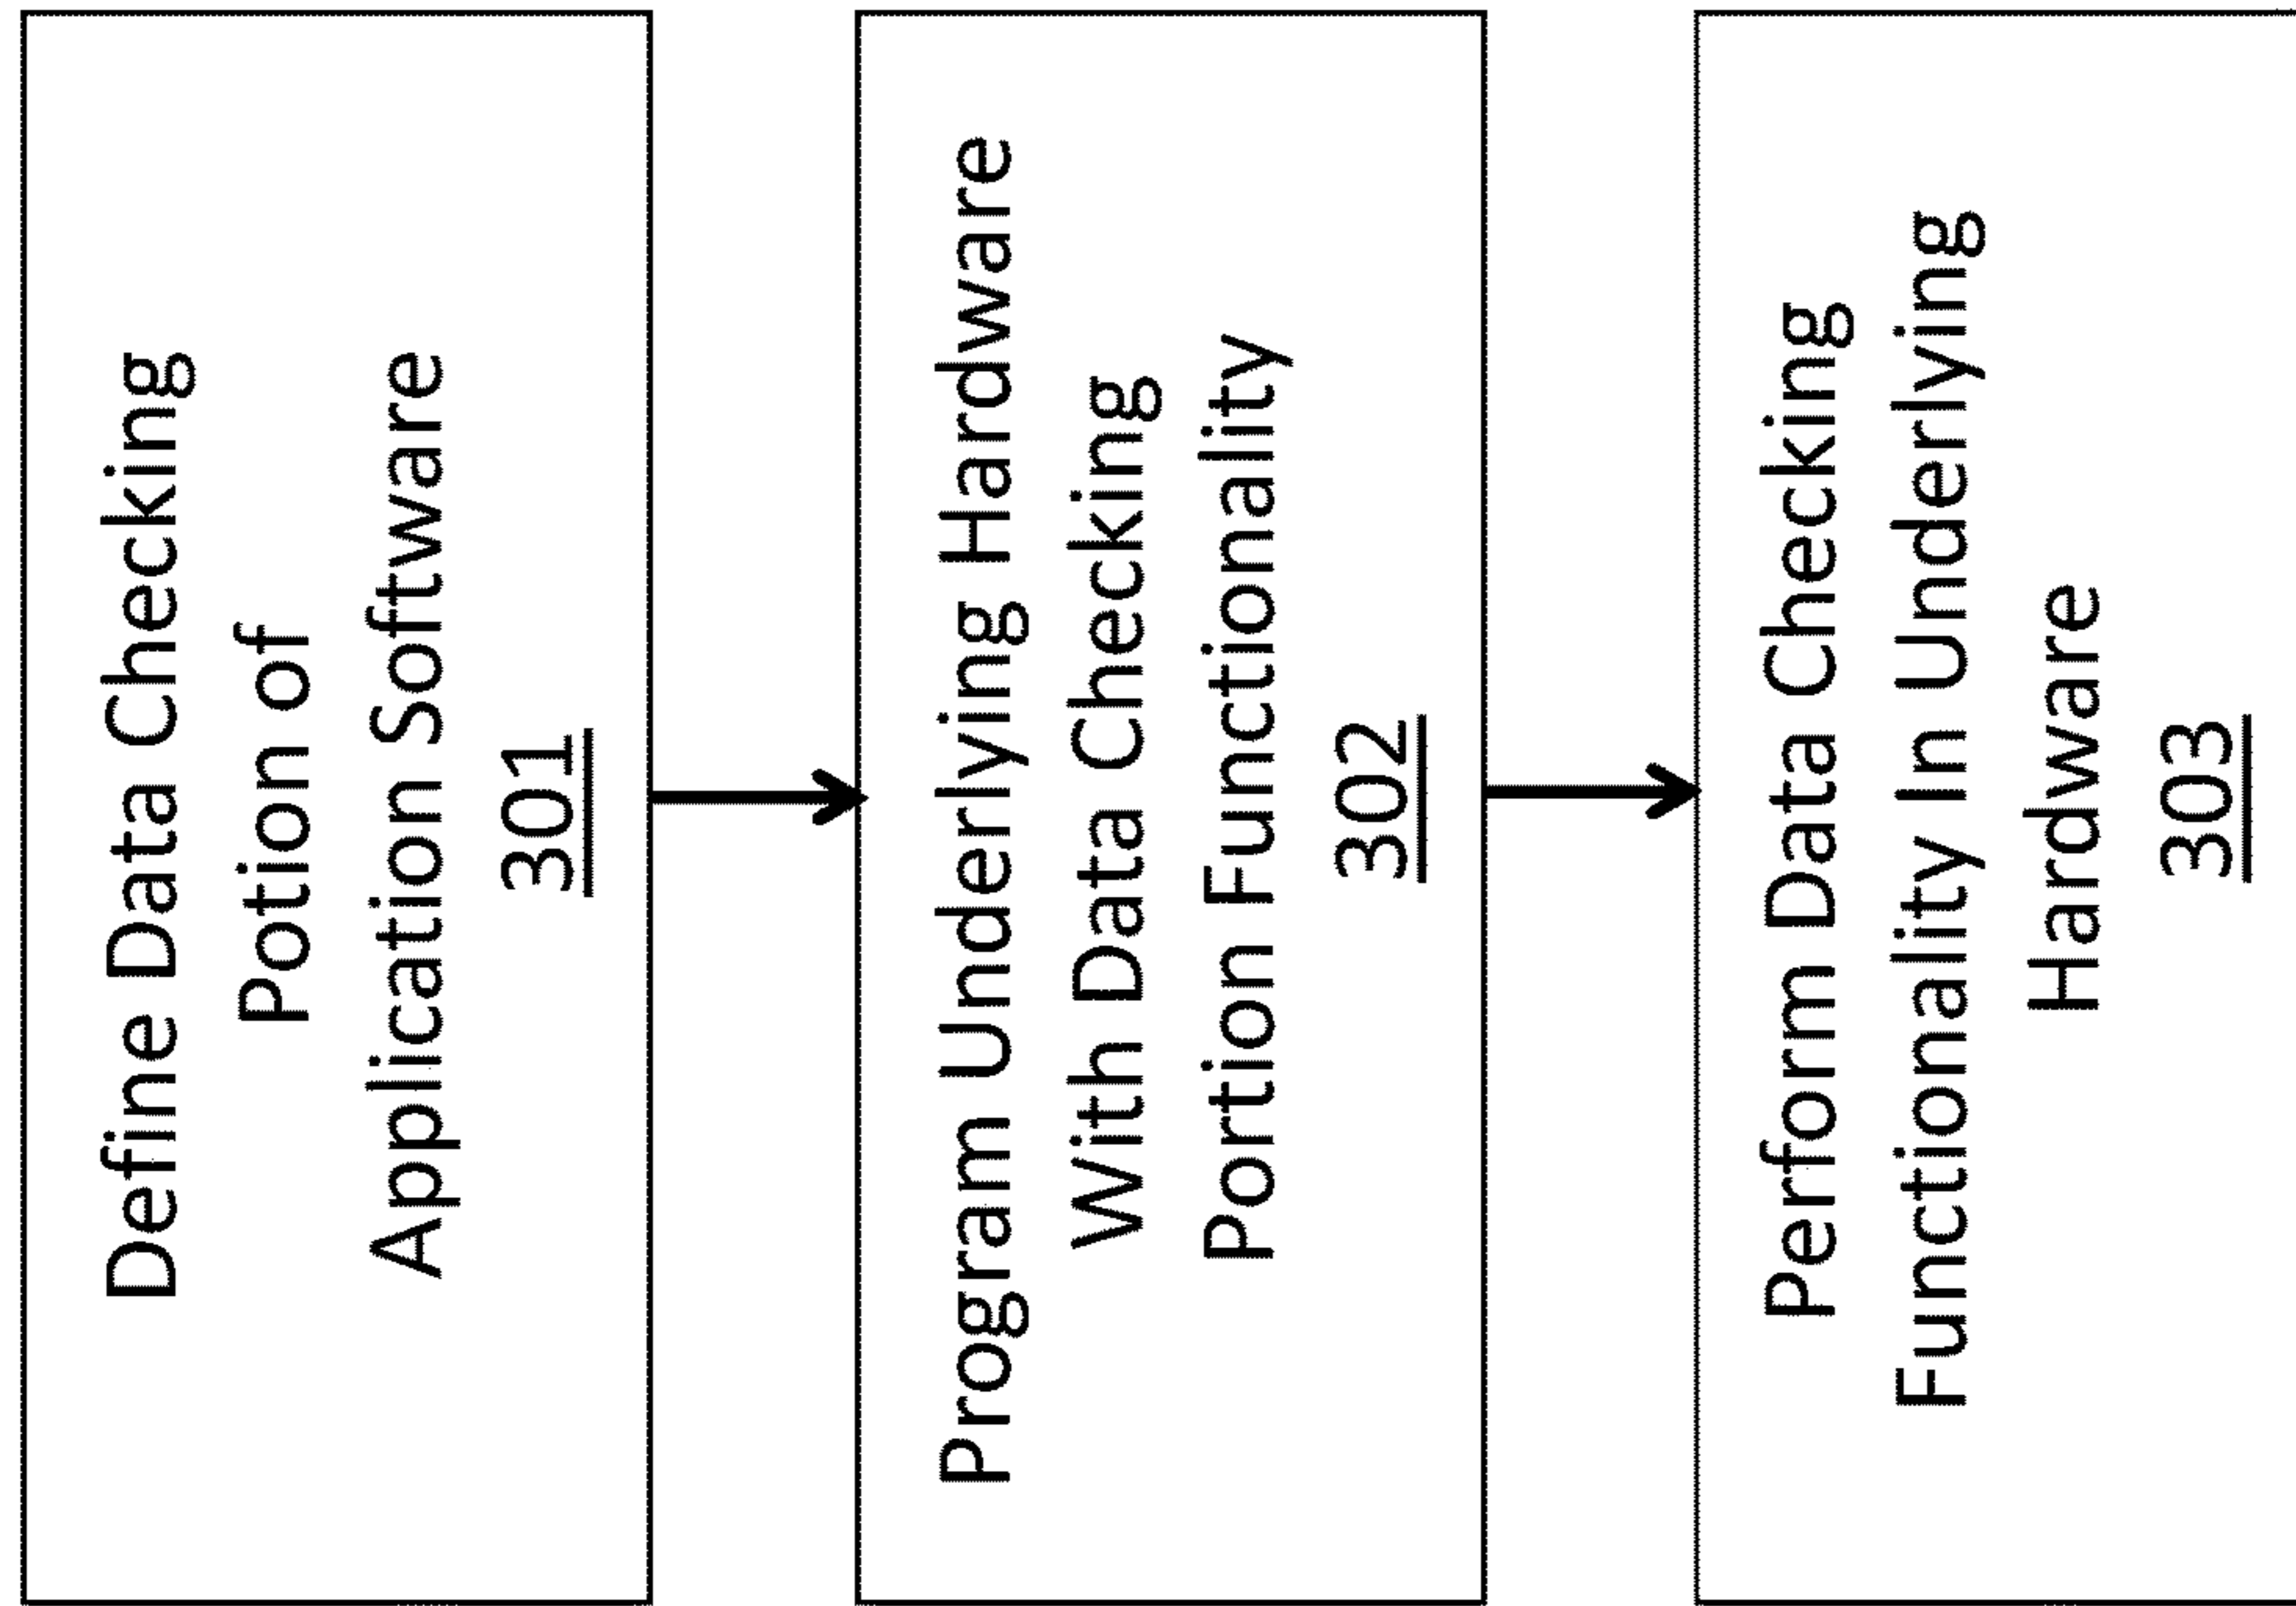 Define Data Checking
Potion of
Application Software
301
Program Underlying Hardware
With Data Checking
Portion Functionality
302
Perform Data Checking
Functionality In Underlying
Hardware
303